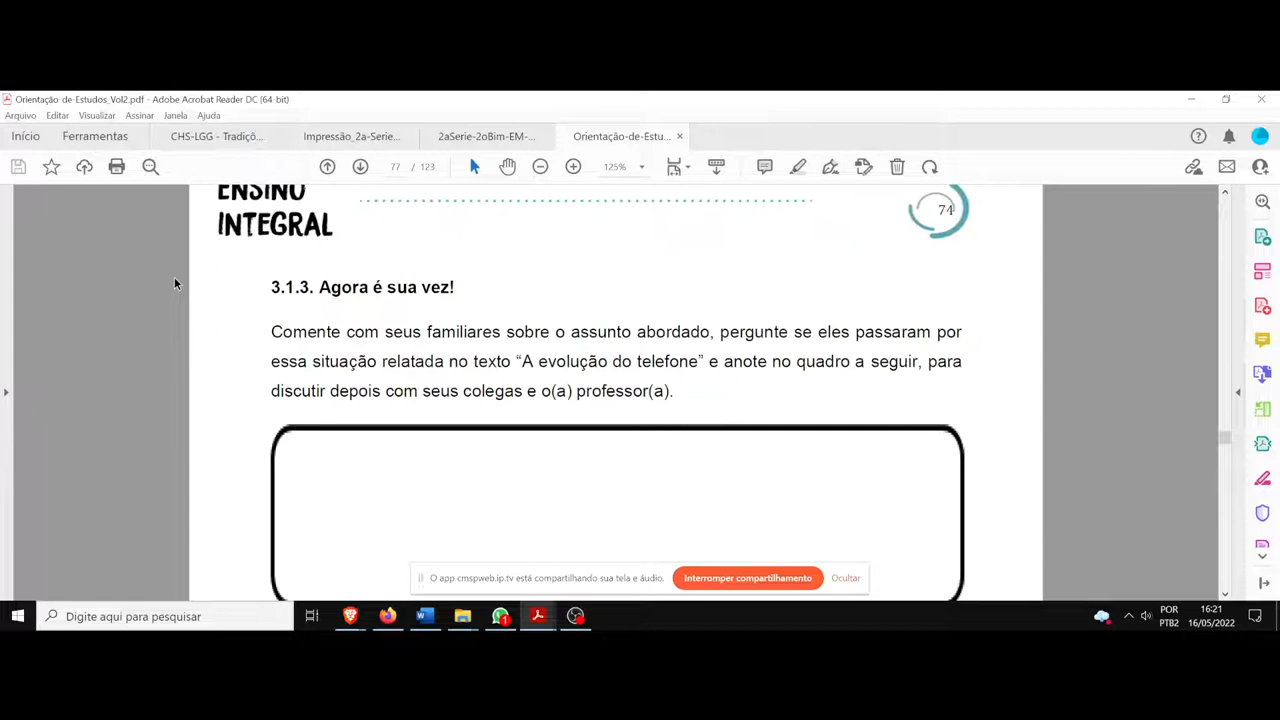 Orientação-de-Estudos_Vol2.pdf - Adobe Acrobat Reader DC (64-bit)
Arquivo Editar Visualizar Assinar Janela Ajuda
Início Ferramentas CHS-LGG - Tradiçõ... Impressão_2a-Serie... 2aSerie-2oBim-EM-... Orientação-de-Estu... ×
77 / 123 125%
ENSINO
INTEGRAL
74
3.1.3. Agora é sua vez!
Comente com seus familiares sobre o assunto abordado, pergunte se eles passaram por
essa situação relatada no texto “A evolução do telefone” e anote no quadro a seguir, para
discutir depois com seus colegas e o(a) professor(a).
O app cmspweb.ip.tv está compartilhando sua tela e áudio. Interromper compartilhamento Ocultar
Digite aqui para pesquisar
1
POR
PTB2
16:21
16/05/2022